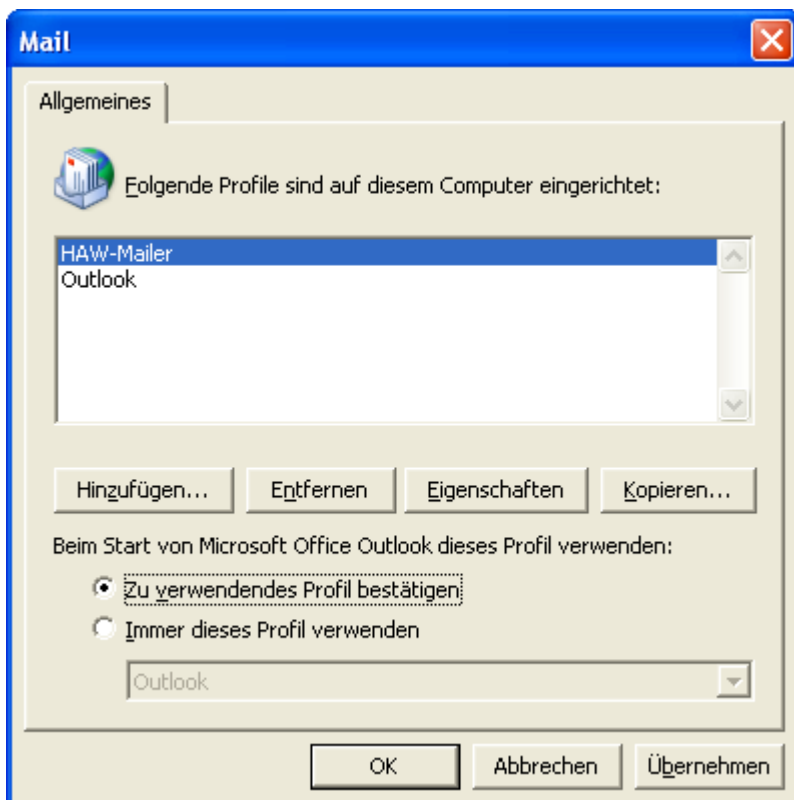 Mail
Allgemeines
Folgende Profile sind auf diesem Computer eingerichtet:
HAW-Mailer
Outlook
Hinzufügen... Entfernen Eigenschaften Kopieren...
Beim Start von Microsoft Office Outlook dieses Profil verwenden:
Zu verwendendes Profil bestätigen
Immer dieses Profil verwenden
Outlook
OK Abbrechen Übernehmen